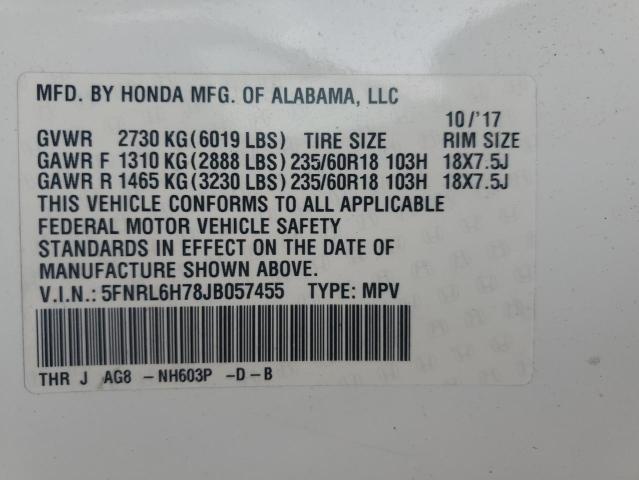 MFD. BY HONDA MFG. OF ALABAMA, LLC
10/'17
GVWR 2730 KG(6019 LBS) TIRE SIZE RIM SIZE
GAWR F 1310 KG(2888 LBS)235/60R18 103H 18X7.5J
GAWR R 1465 KG(3230 LBS)235/60R18 103H 18X7.5J
THIS VEHICLE CONFORMS TO ALL APPLICABLE
FEDERAL MOTOR VEHICLE SAFETY
STANDARDS IN EFFECT ON THE DATE OF
MANUFACTURE SHOWN ABOVE.
V.I.N.: 5FNRL6H78JB057455 TYPE: MPV
THR J AG8 -NH603P -D-B